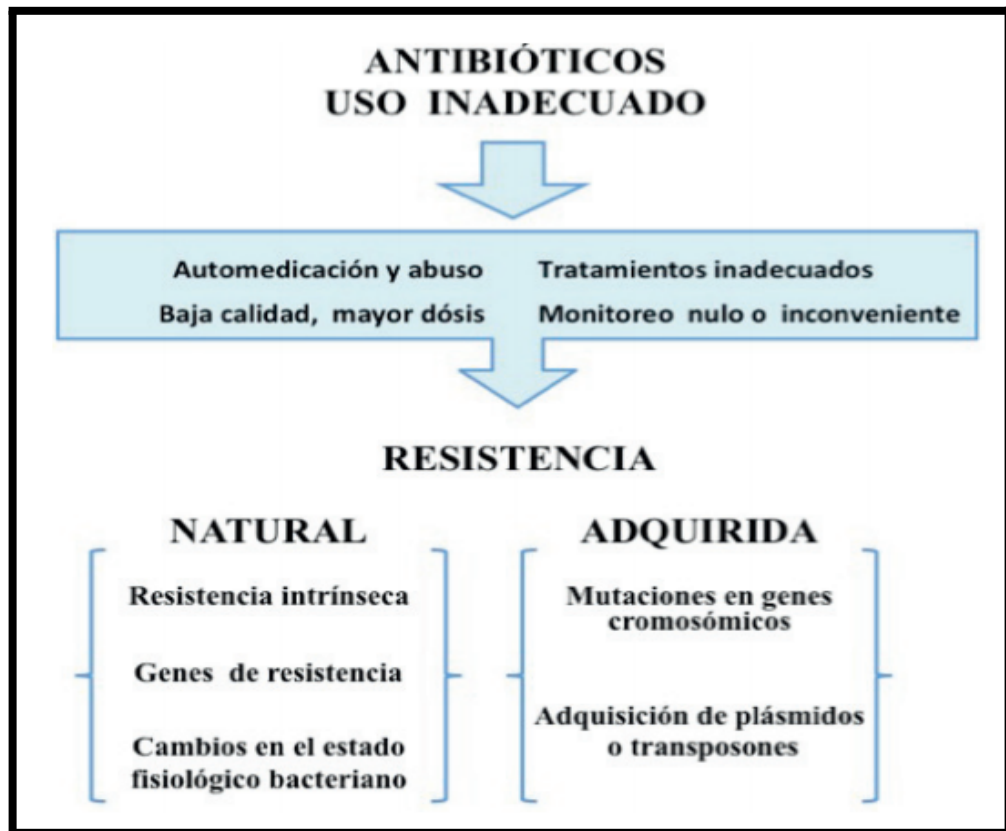 ANTIBIÓTICOS
USO INADECUADO
Automedicación y abuso
Baja calidad, mayor dósis
Tratamientos inadecuados
Monitoreo nulo o inconveniente
RESISTENCIA
NATURAL
Resistencia intrínseca
Genes de resistencia
Cambios en el estado
fisiológico bacteriano
ADQUIRIDA
Mutaciones en genes
cromosómicos
Adquisición de plásmidos
o transposones